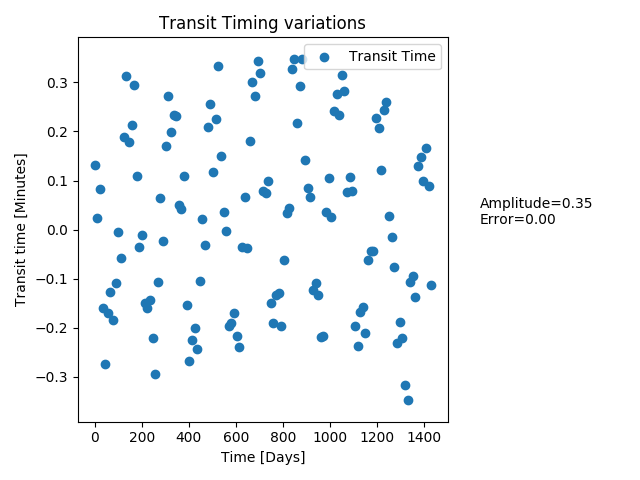 Transit Timing variations
Transit Time
0.3
0.2
0.1
0.0
−0.1
−0.2
−0.3
Transit time [Minutes]
0 200 400 600 800 1000 1200 1400
Time [Days]
Amplitude=0.35
Error=0.00